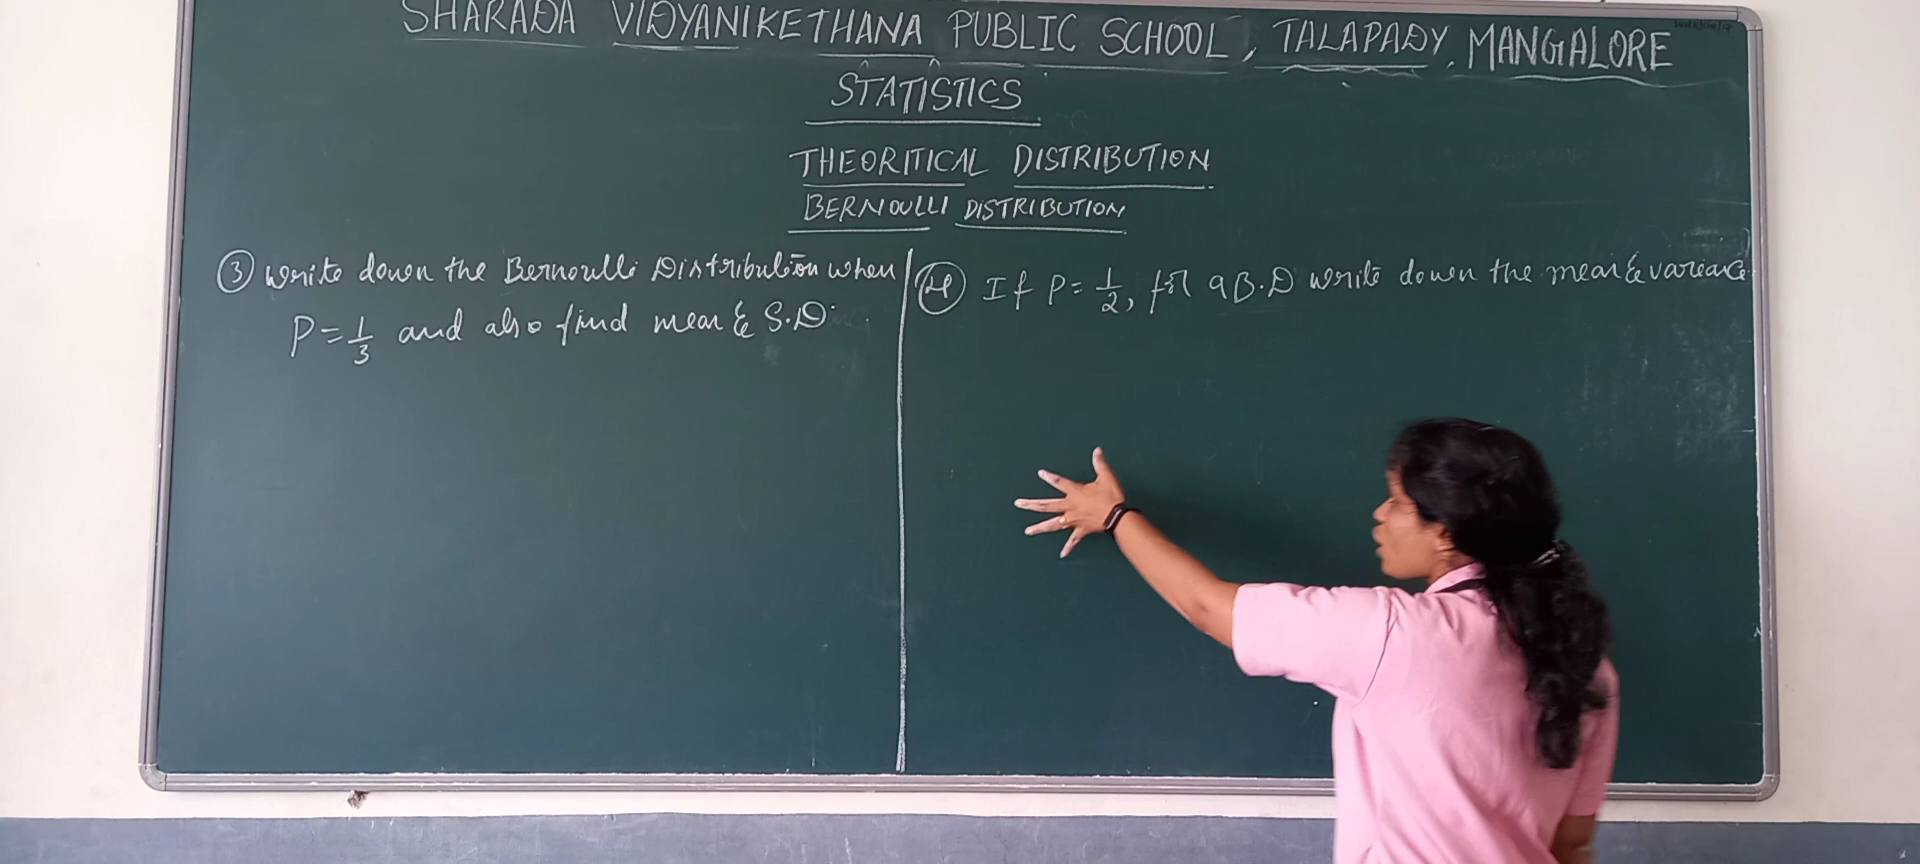 SHARADA VIDYANIKETHANA PUBLIC SCHOOL, TALAPADY, MANGALORE
STATISTICS
THEORITICAL DISTRIBUTION
BERNOULLI DISTRIBUTION
③ Write down the Bernoulli Distribution when
P = 1/3 and also find mean & S.D.
④ If P = 1/2, for a B.D write down the mean & variance